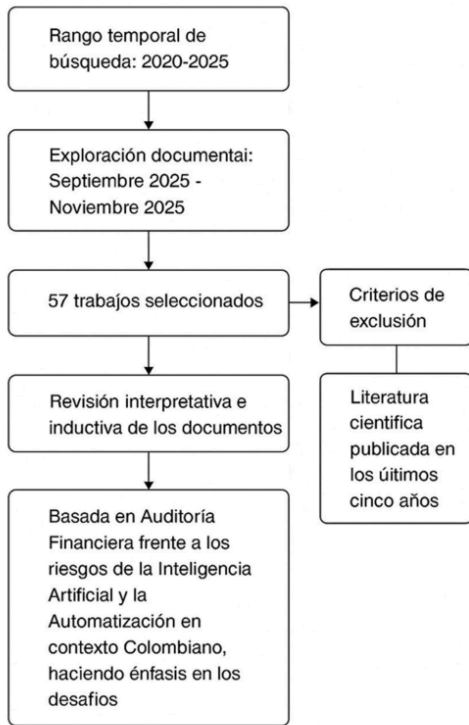 Rango temporal de
búsqueda: 2020-2025
Exploración documentai:
Septiembre 2025 -
Noviembre 2025
57 trabajos seleccionados
Criterios de
exclusión
Revisión interpretativa e
inductiva de los documentos
Literatura
cientifica
publicada en
los úitimos
cinco años
Basada en Auditoría
Financiera frente a los
riesgos de la Inteligencia
Artificial y la
Automatización en
contexto Colombiano,
haciendo énfasis en los
desafios